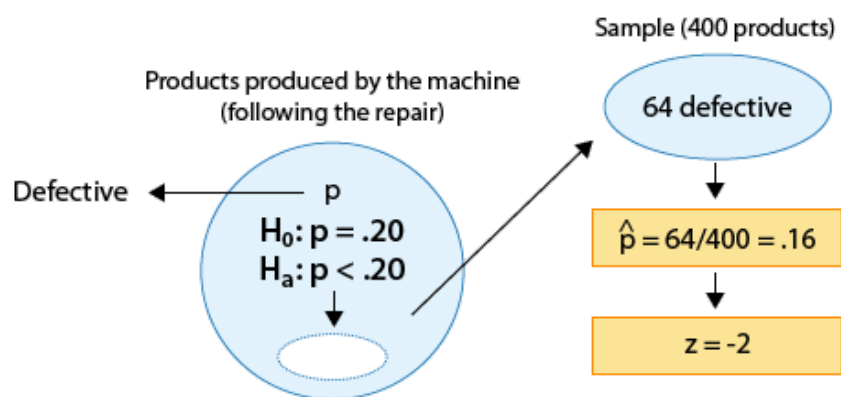 Products produced by the machine
(following the repair)
Defective
p
H₀: p = .20
Hₐ: p < .20
Sample (400 products)
64 defective
p̂ = 64/400 = .16
z = -2